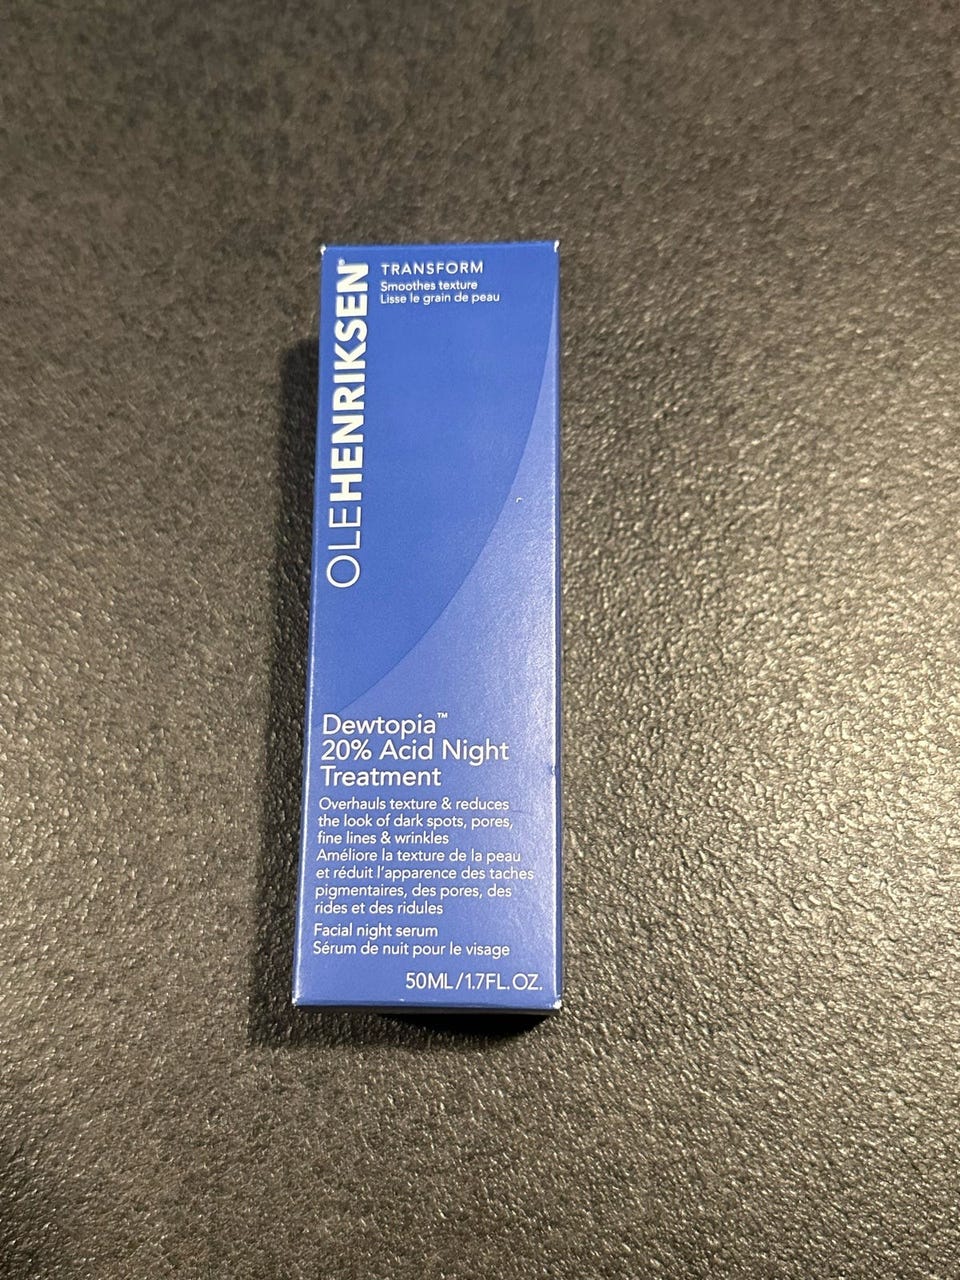 OLEHENRIKSEN®
TRANSFORM
Smoothes texture
Lisse le grain de peau
Dewtopia™
20% Acid Night
Treatment
Overhauls texture & reduces
the look of dark spots, pores,
fine lines & wrinkles
Améliore la texture de la peau
et réduit l'apparence des taches
pigmentaires, des pores, des
rides et des ridules
Facial night serum
Sérum de nuit pour le visage
50ML/1.7FL.OZ.